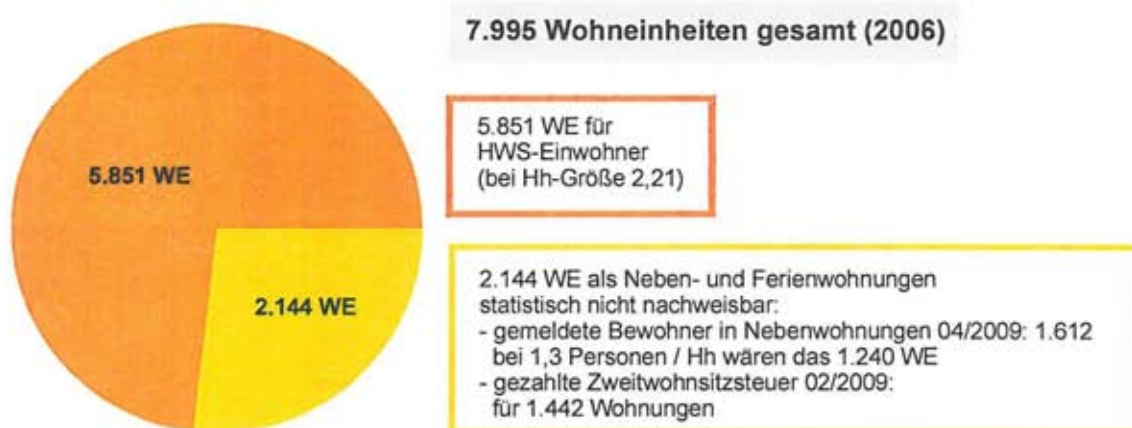 7.995 Wohneinheiten gesamt (2006)
5.851 WE
5.851 WE für
HWS-Einwohner
(bei Hh-Größe 2,21)
2.144 WE
2.144 WE als Neben- und Ferienwohnungen
statistisch nicht nachweisbar:
- gemeldete Bewohner in Nebenwohnungen 04/2009: 1.612
bei 1,3 Personen / Hh wären das 1.240 WE
- gezahlte Zweitwohnsitzsteuer 02/2009:
für 1.442 Wohnungen